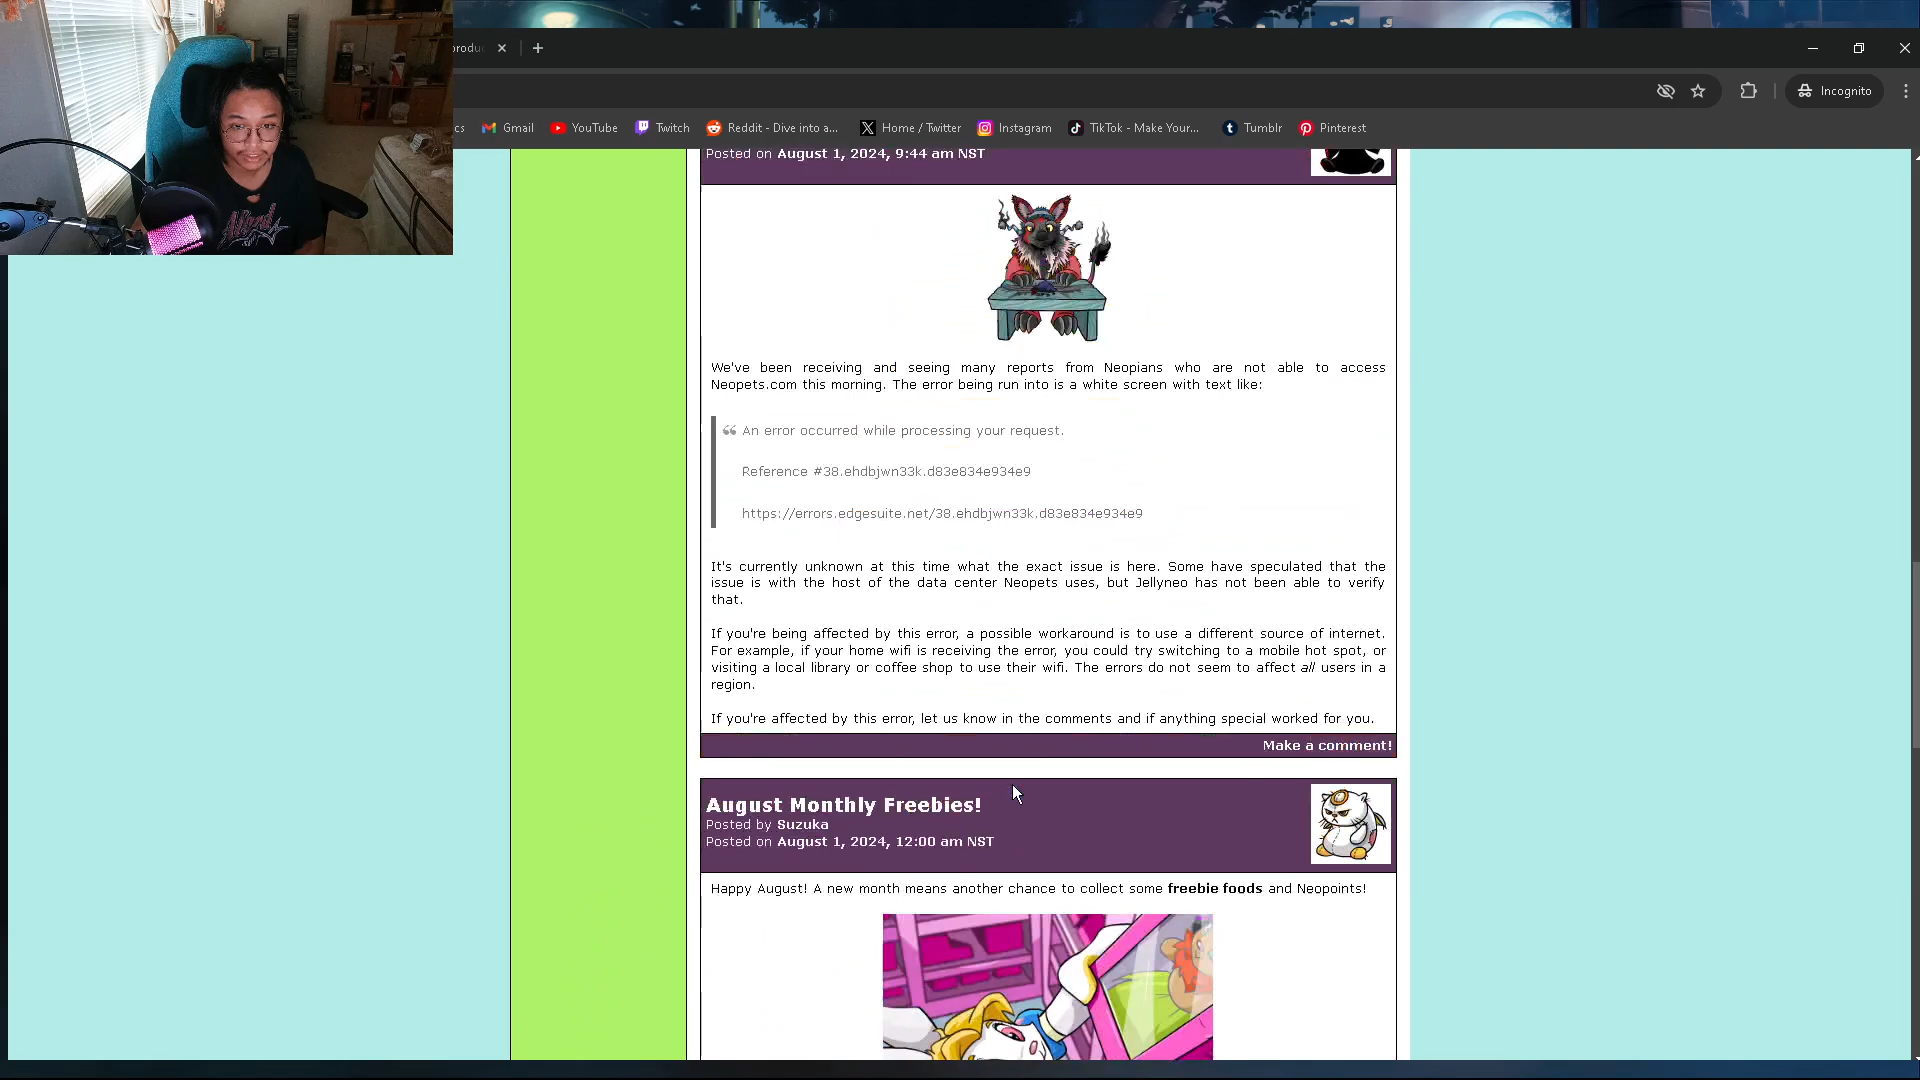 produ
Incognito
cs
Gmail
YouTube
Twitch
Reddit - Dive into a...
Home / Twitter
Instagram
TikTok - Make Your...
Tumblr
Pinterest
Posted on August 1, 2024, 9:44 am NST
We've been receiving and seeing many reports from Neopians who are not able to access
Neopets.com this morning. The error being run into is a white screen with text like:
An error occurred while processing your request.
Reference #38.ehdbjwn33k.d83e834e934e9
https://errors.edgesuite.net/38.ehdbjwn33k.d83e834e934e9
It's currently unknown at this time what the exact issue is here. Some have speculated that the
issue is with the host of the data center Neopets uses, but Jellyneo has not been able to verify
that.
If you're being affected by this error, a possible workaround is to use a different source of internet.
For example, if your home wifi is receiving the error, you could try switching to a mobile hot spot, or
visiting a local library or coffee shop to use their wifi. The errors do not seem to affect all users in a
region.
If you're affected by this error, let us know in the comments and if anything special worked for you.
Make a comment!
August Monthly Freebies!
Posted by Suzuka
Posted on August 1, 2024, 12:00 am NST
Happy August! A new month means another chance to collect some freebie foods and Neopoints!